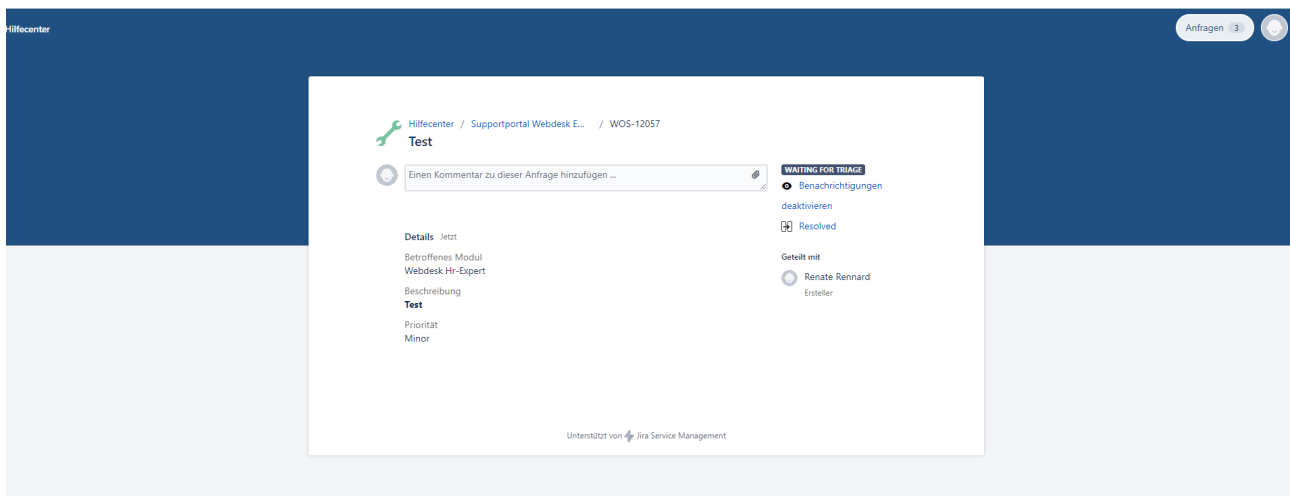 Hilfecenter
Anfragen 3
Hilfecenter / Supportportal Webdesk E... / WOS-12057
Test
Einen Kommentar zu dieser Anfrage hinzufügen ...
WAITING FOR TRIAGE
Benachrichtigungen
deaktivieren
Resolved
Details Jetzt
Betroffenes Modul
Webdesk Hr-Expert
Beschreibung
Test
Priorität
Minor
Geteilt mit
Renate Rennard
Ersteller
Unterstützt von Jira Service Management